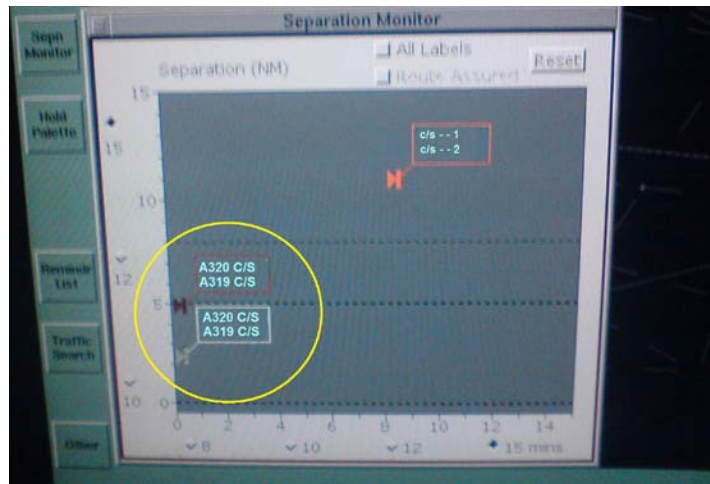 Separation Monitor
Sepn
Monitor
All Labels
Separation (NM)
Route Assured
Reset
15
Hold
Palette
15
c/s - - 1
c/s - - 2
10
A320 C/S
A319 C/S
Remindr
List
12
5
A320 C/S
A319 C/S
Traffic
Search
10
0
0 2 4 6 8 10 12 14
8 10 12 15 mins
Other